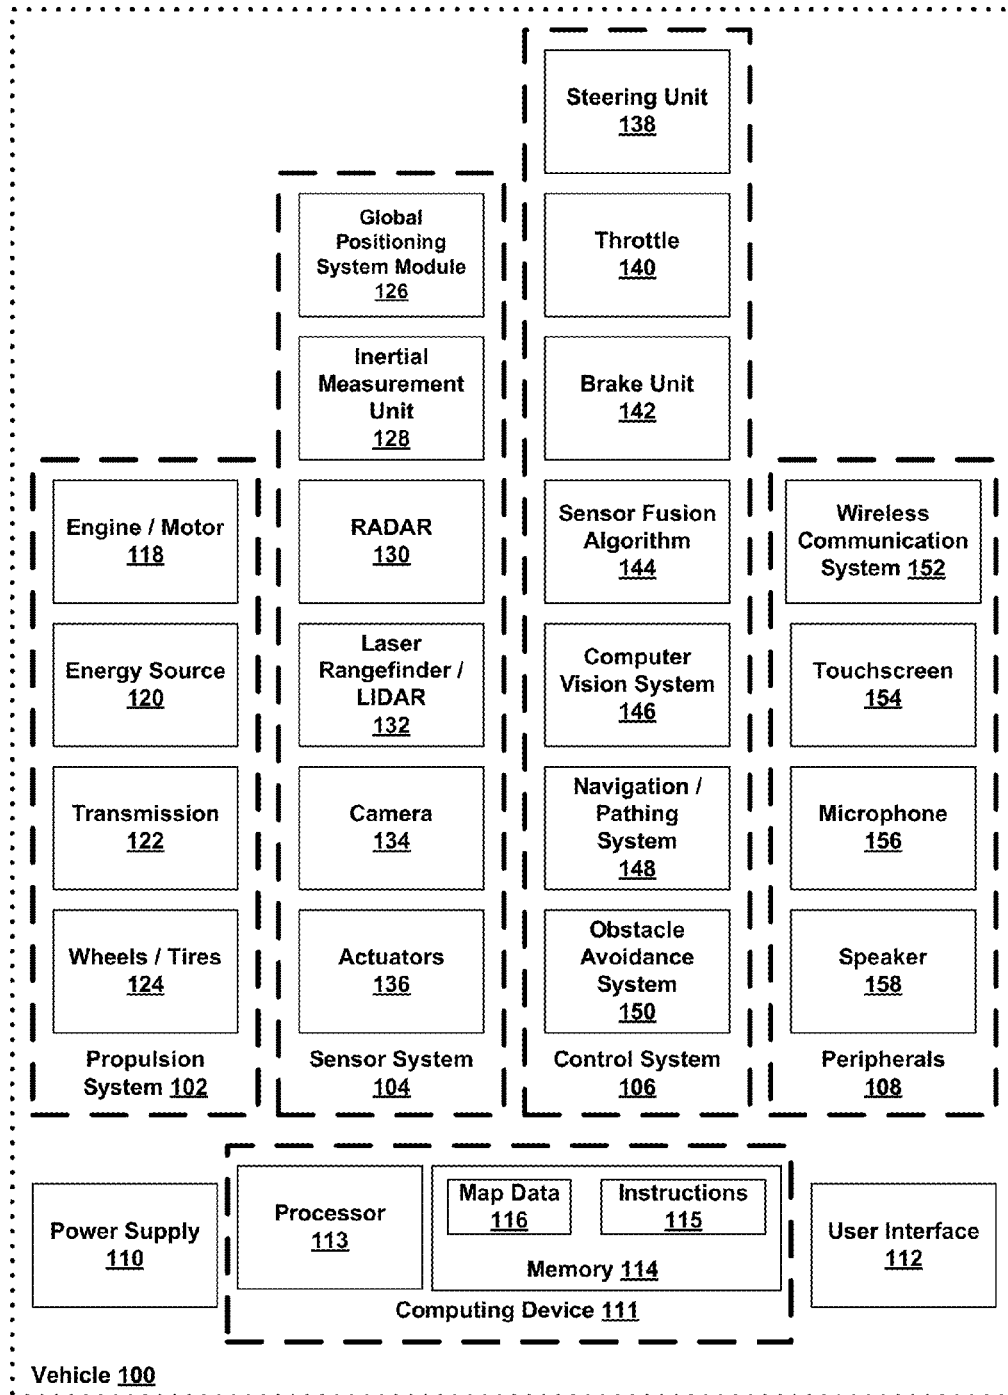 Steering Unit
138
Throttle
140
Brake Unit
142
Sensor Fusion
Algorithm
144
Computer
Vision System
146
Navigation /
Pathing
System
148
Obstacle
Avoidance
System
150
Control System
106
Global
Positioning
System Module
126
Inertial
Measurement
Unit
128
RADAR
130
Laser
Rangefinder /
LIDAR
132
Camera
134
Actuators
136
Sensor System
104
Engine / Motor
118
Energy Source
120
Transmission
122
Wheels / Tires
124
Propulsion
System 102
Wireless
Communication
System 152
Touchscreen
154
Microphone
156
Speaker
158
Peripherals
108
Power Supply
110
Processor
113
Map Data
116
Instructions
115
Memory 114
Computing Device 111
User Interface
112
Vehicle 100